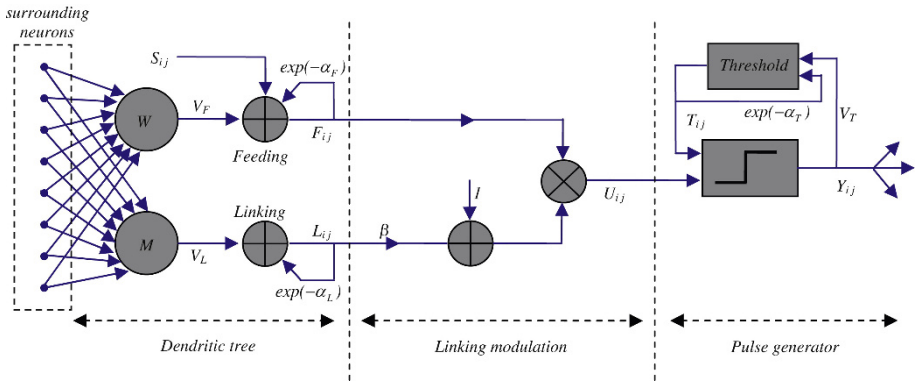 surrounding
neurons
S_ij
exp(−α_F)
W
V_F
Feeding
F_ij
Threshold
exp(−α_T)
T_ij
V_T
Y_ij
I
U_ij
Linking
M
V_L
L_ij
β
exp(−α_L)
Dendritic tree
Linking modulation
Pulse generator